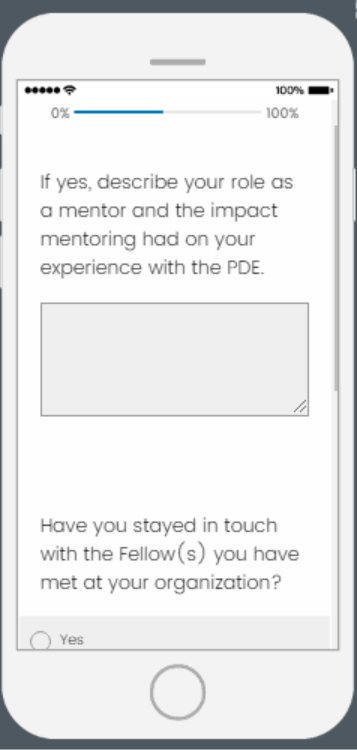 100%
0% 100%
If yes, describe your role as
a mentor and the impact
mentoring had on your
experience with the PDE.
Have you stayed in touch
with the Fellow(s) you have
met at your organization?
Yes